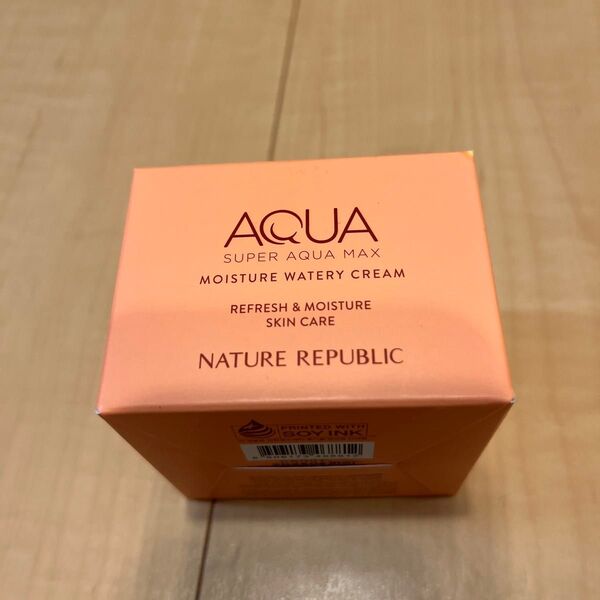 AQUA
SUPER AQUA MAX
MOISTURE WATERY CREAM
REFRESH & MOISTURE
SKIN CARE
NATURE REPUBLIC
PRINTED WITH
SOY INK